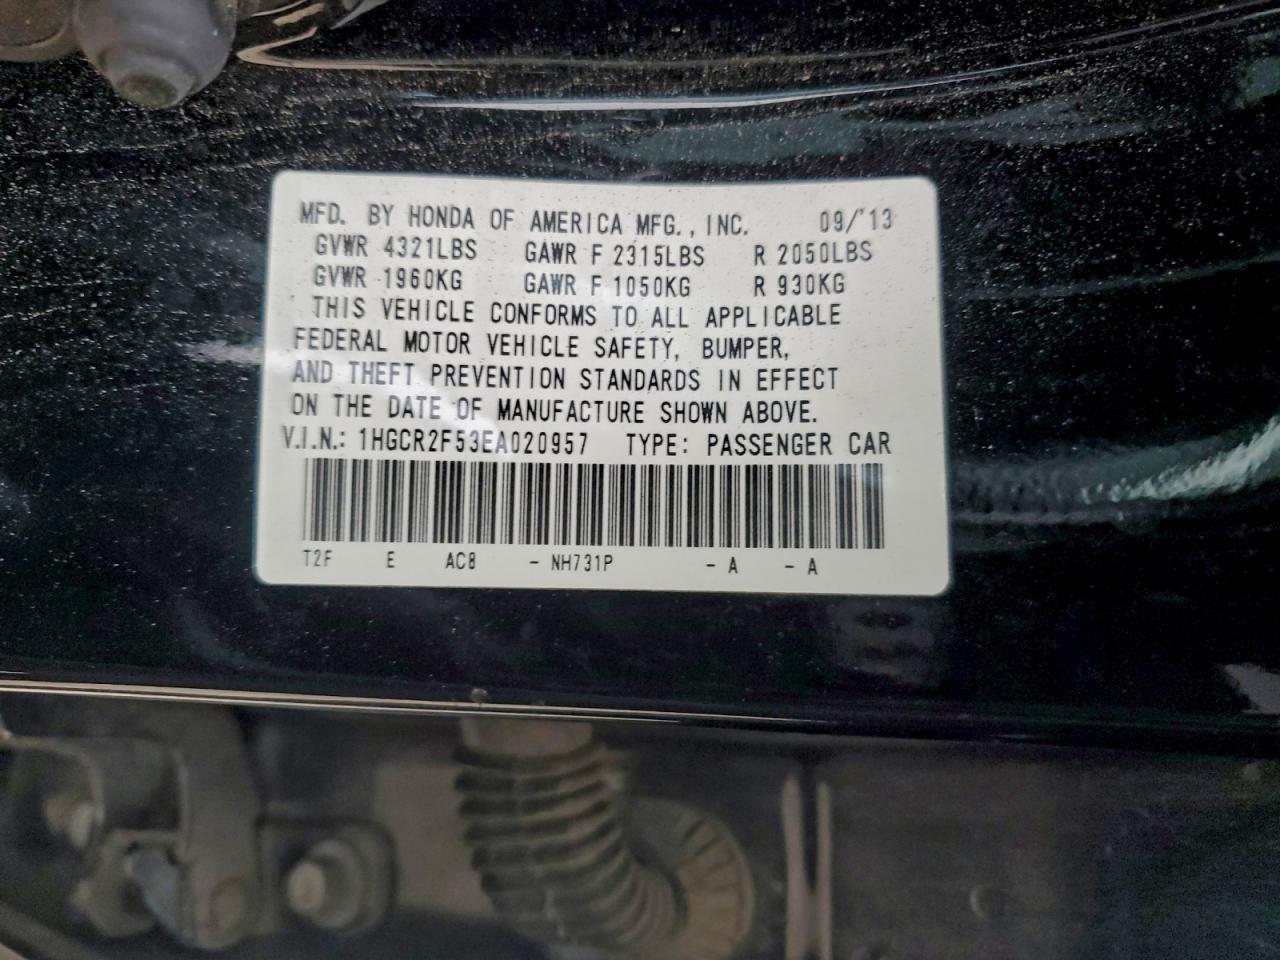 MFD. BY HONDA OF AMERICA MFG., INC. 09/'13
GVWR 4321LBS GAWR F 2315LBS R 2050LBS
GVWR 1960KG GAWR F 1050KG R 930KG
THIS VEHICLE CONFORMS TO ALL APPLICABLE
FEDERAL MOTOR VEHICLE SAFETY, BUMPER,
AND THEFT PREVENTION STANDARDS IN EFFECT
ON THE DATE OF MANUFACTURE SHOWN ABOVE.
V.I.N.: 1HGCR2F53EA020957 TYPE: PASSENGER CAR
T2F E AC8 - NH731P - A - A